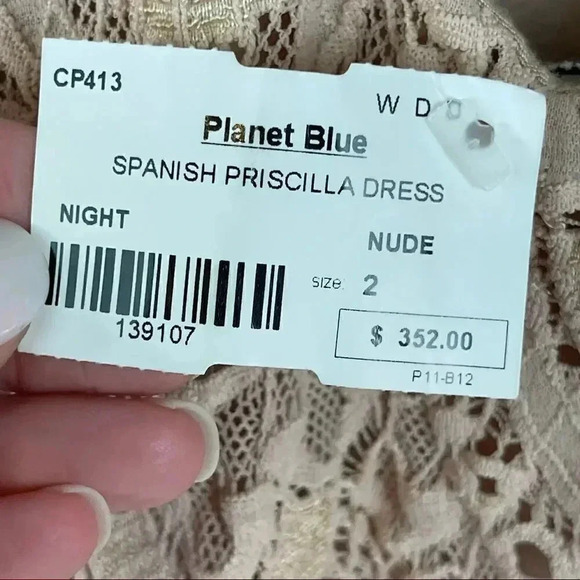 CP413
W D
Planet Blue
SPANISH PRISCILLA DRESS
NIGHT
NUDE
size: 2
139107
$ 352.00
P11-B12